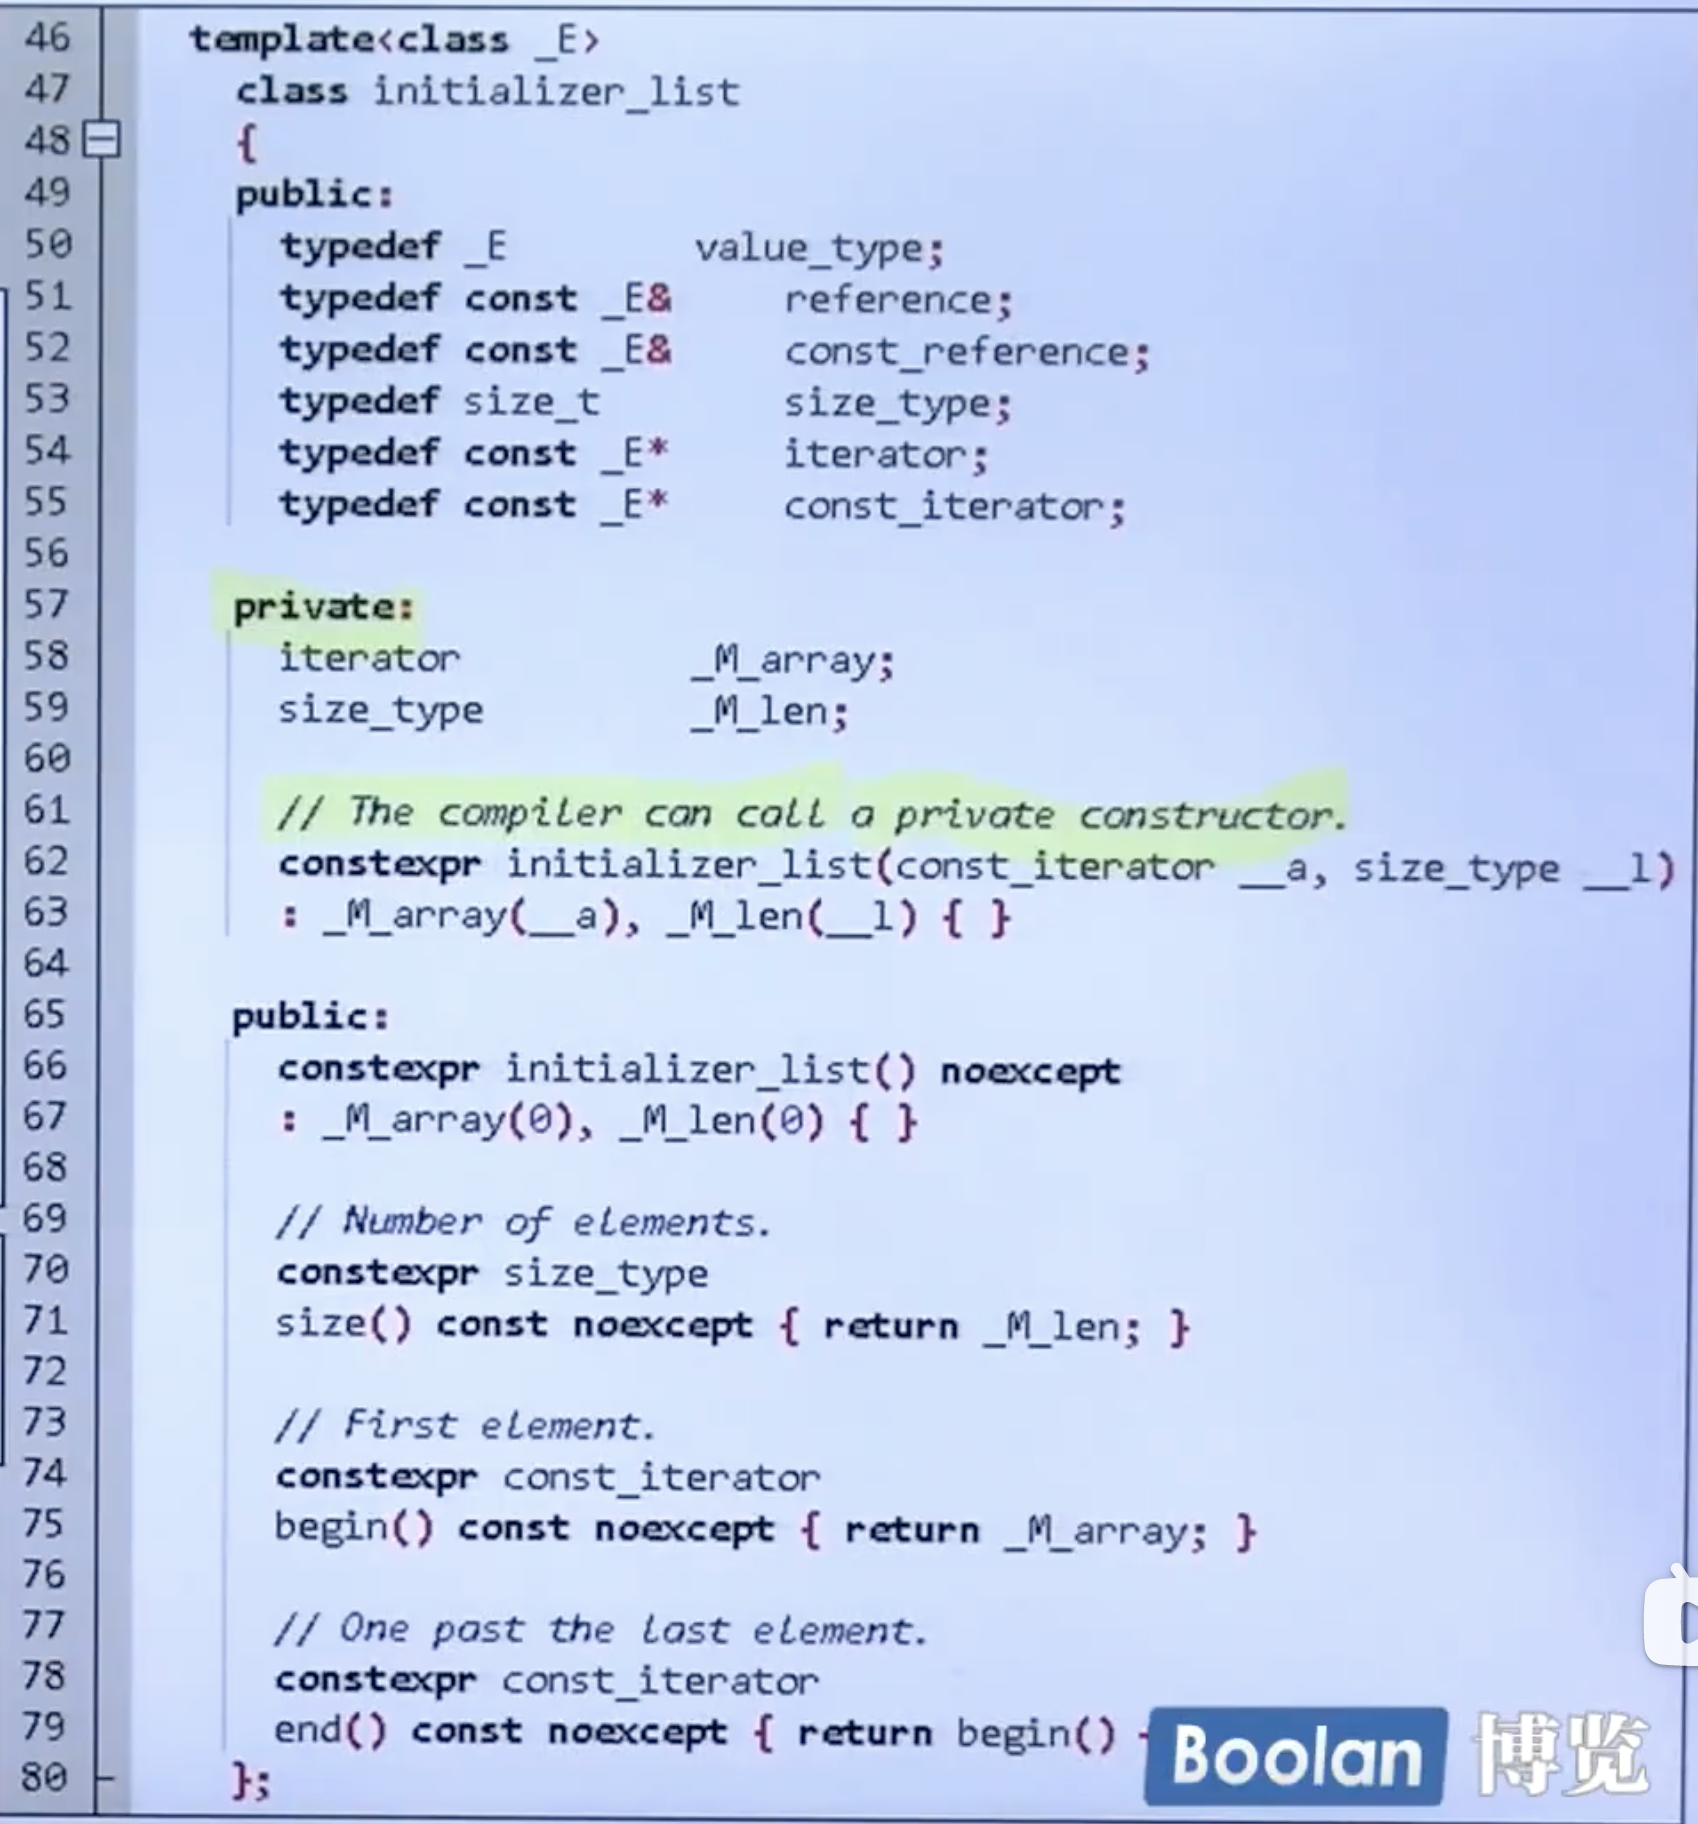 46 template<class _E>
47 class initializer_list
48 {
49 public:
50 typedef _E value_type;
51 typedef const _E& reference;
52 typedef const _E& const_reference;
53 typedef size_t size_type;
54 typedef const _E* iterator;
55 typedef const _E* const_iterator;
56
57 private:
58 iterator _M_array;
59 size_type _M_len;
60
61 // The compiler can call a private constructor.
62 constexpr initializer_list(const_iterator __a, size_type __l)
63 : _M_array(__a), _M_len(__l) { }
64
65 public:
66 constexpr initializer_list() noexcept
67 : _M_array(0), _M_len(0) { }
68
69 // Number of elements.
70 constexpr size_type
71 size() const noexcept { return _M_len; }
72
73 // First element.
74 constexpr const_iterator
75 begin() const noexcept { return _M_array; }
76
77 // One past the last element.
78 constexpr const_iterator
79 end() const noexcept { return begin()
80 };
Boolan 博览